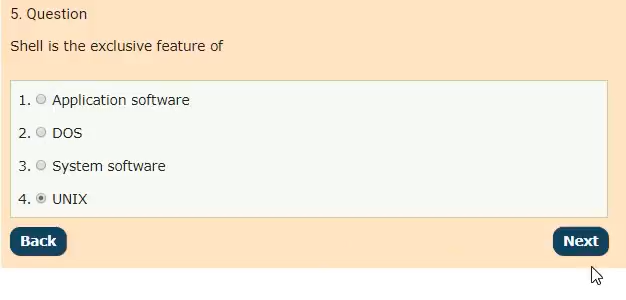 5. Question
Shell is the exclusive feature of
1. Application software
2. DOS
3. System software
4. UNIX
Back Next